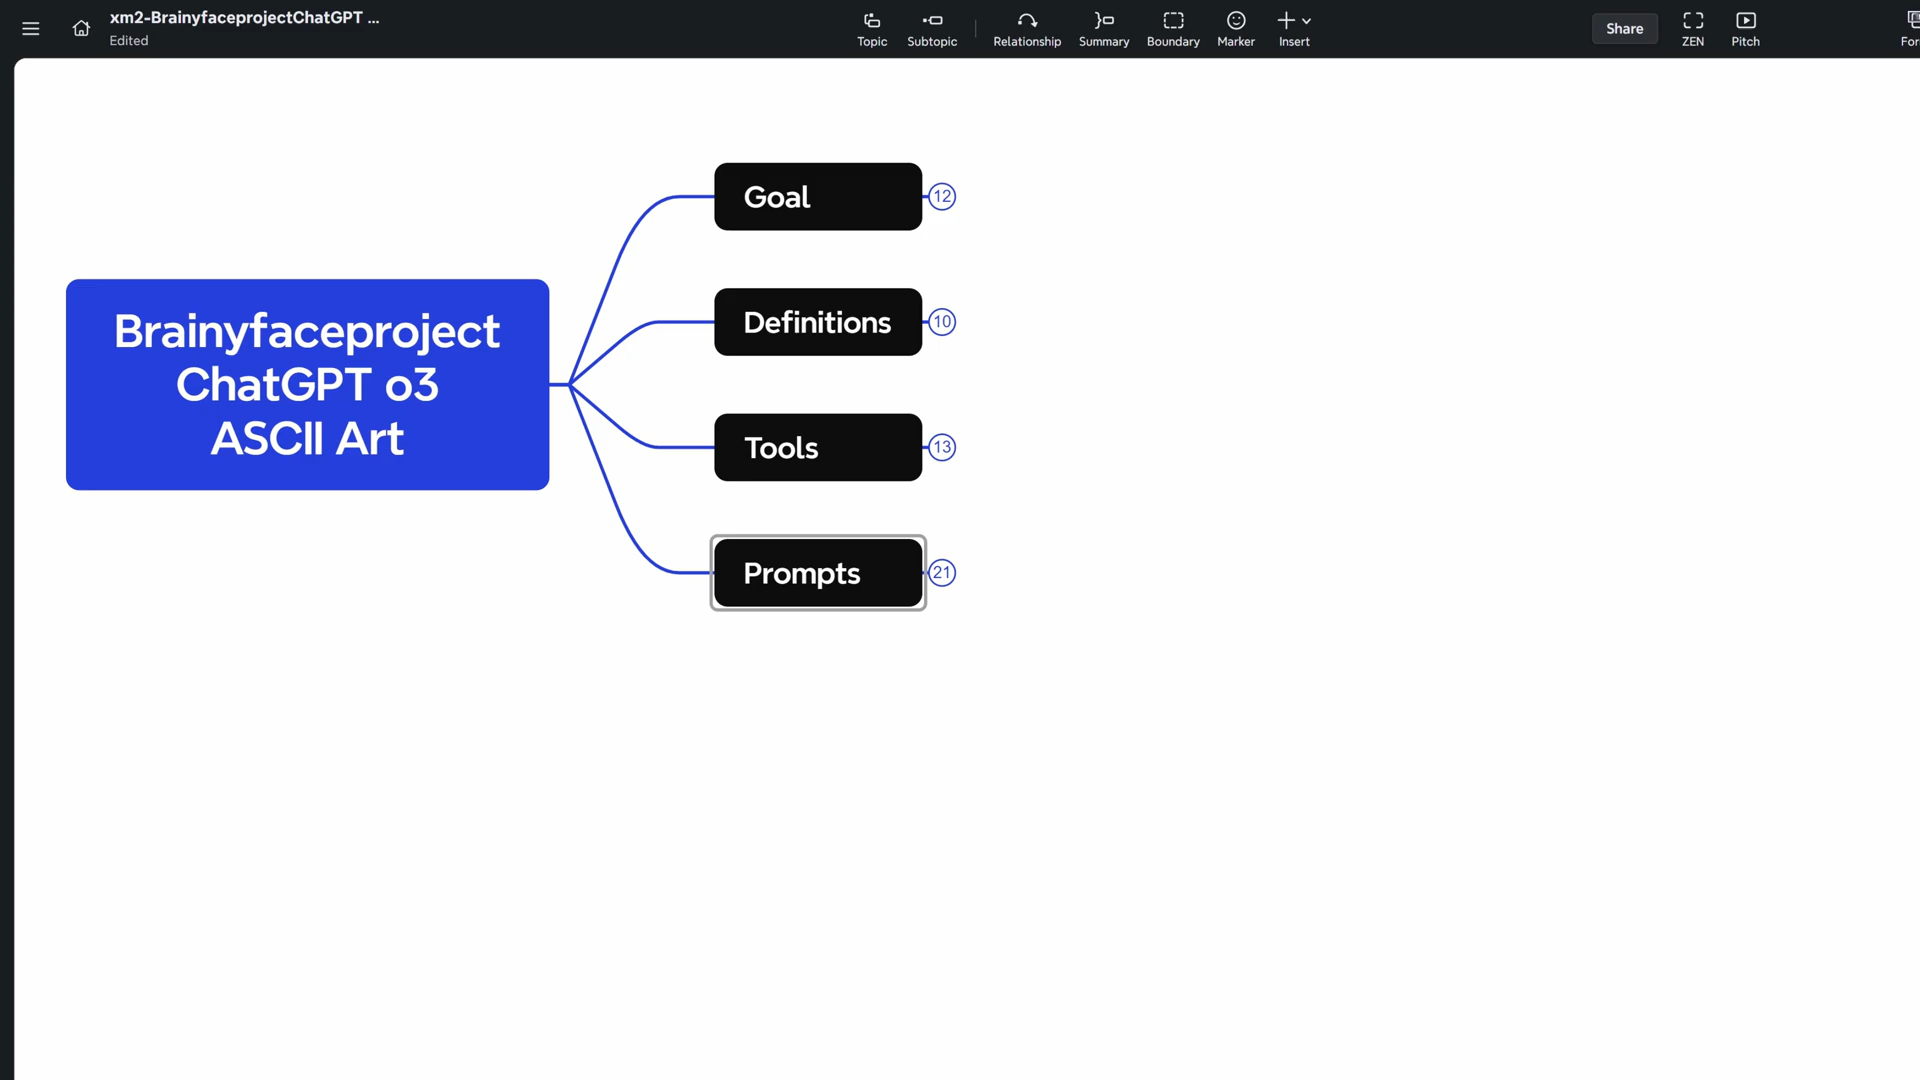 xm2-BrainyfaceprojectChatGPT ...
Edited
Topic
Subtopic
Relationship
Summary
Boundary
Marker
Insert
Share
ZEN
Pitch
For
Brainyfaceproject
ChatGPT o3
ASCII Art
Goal
12
Definitions
10
Tools
13
Prompts
21